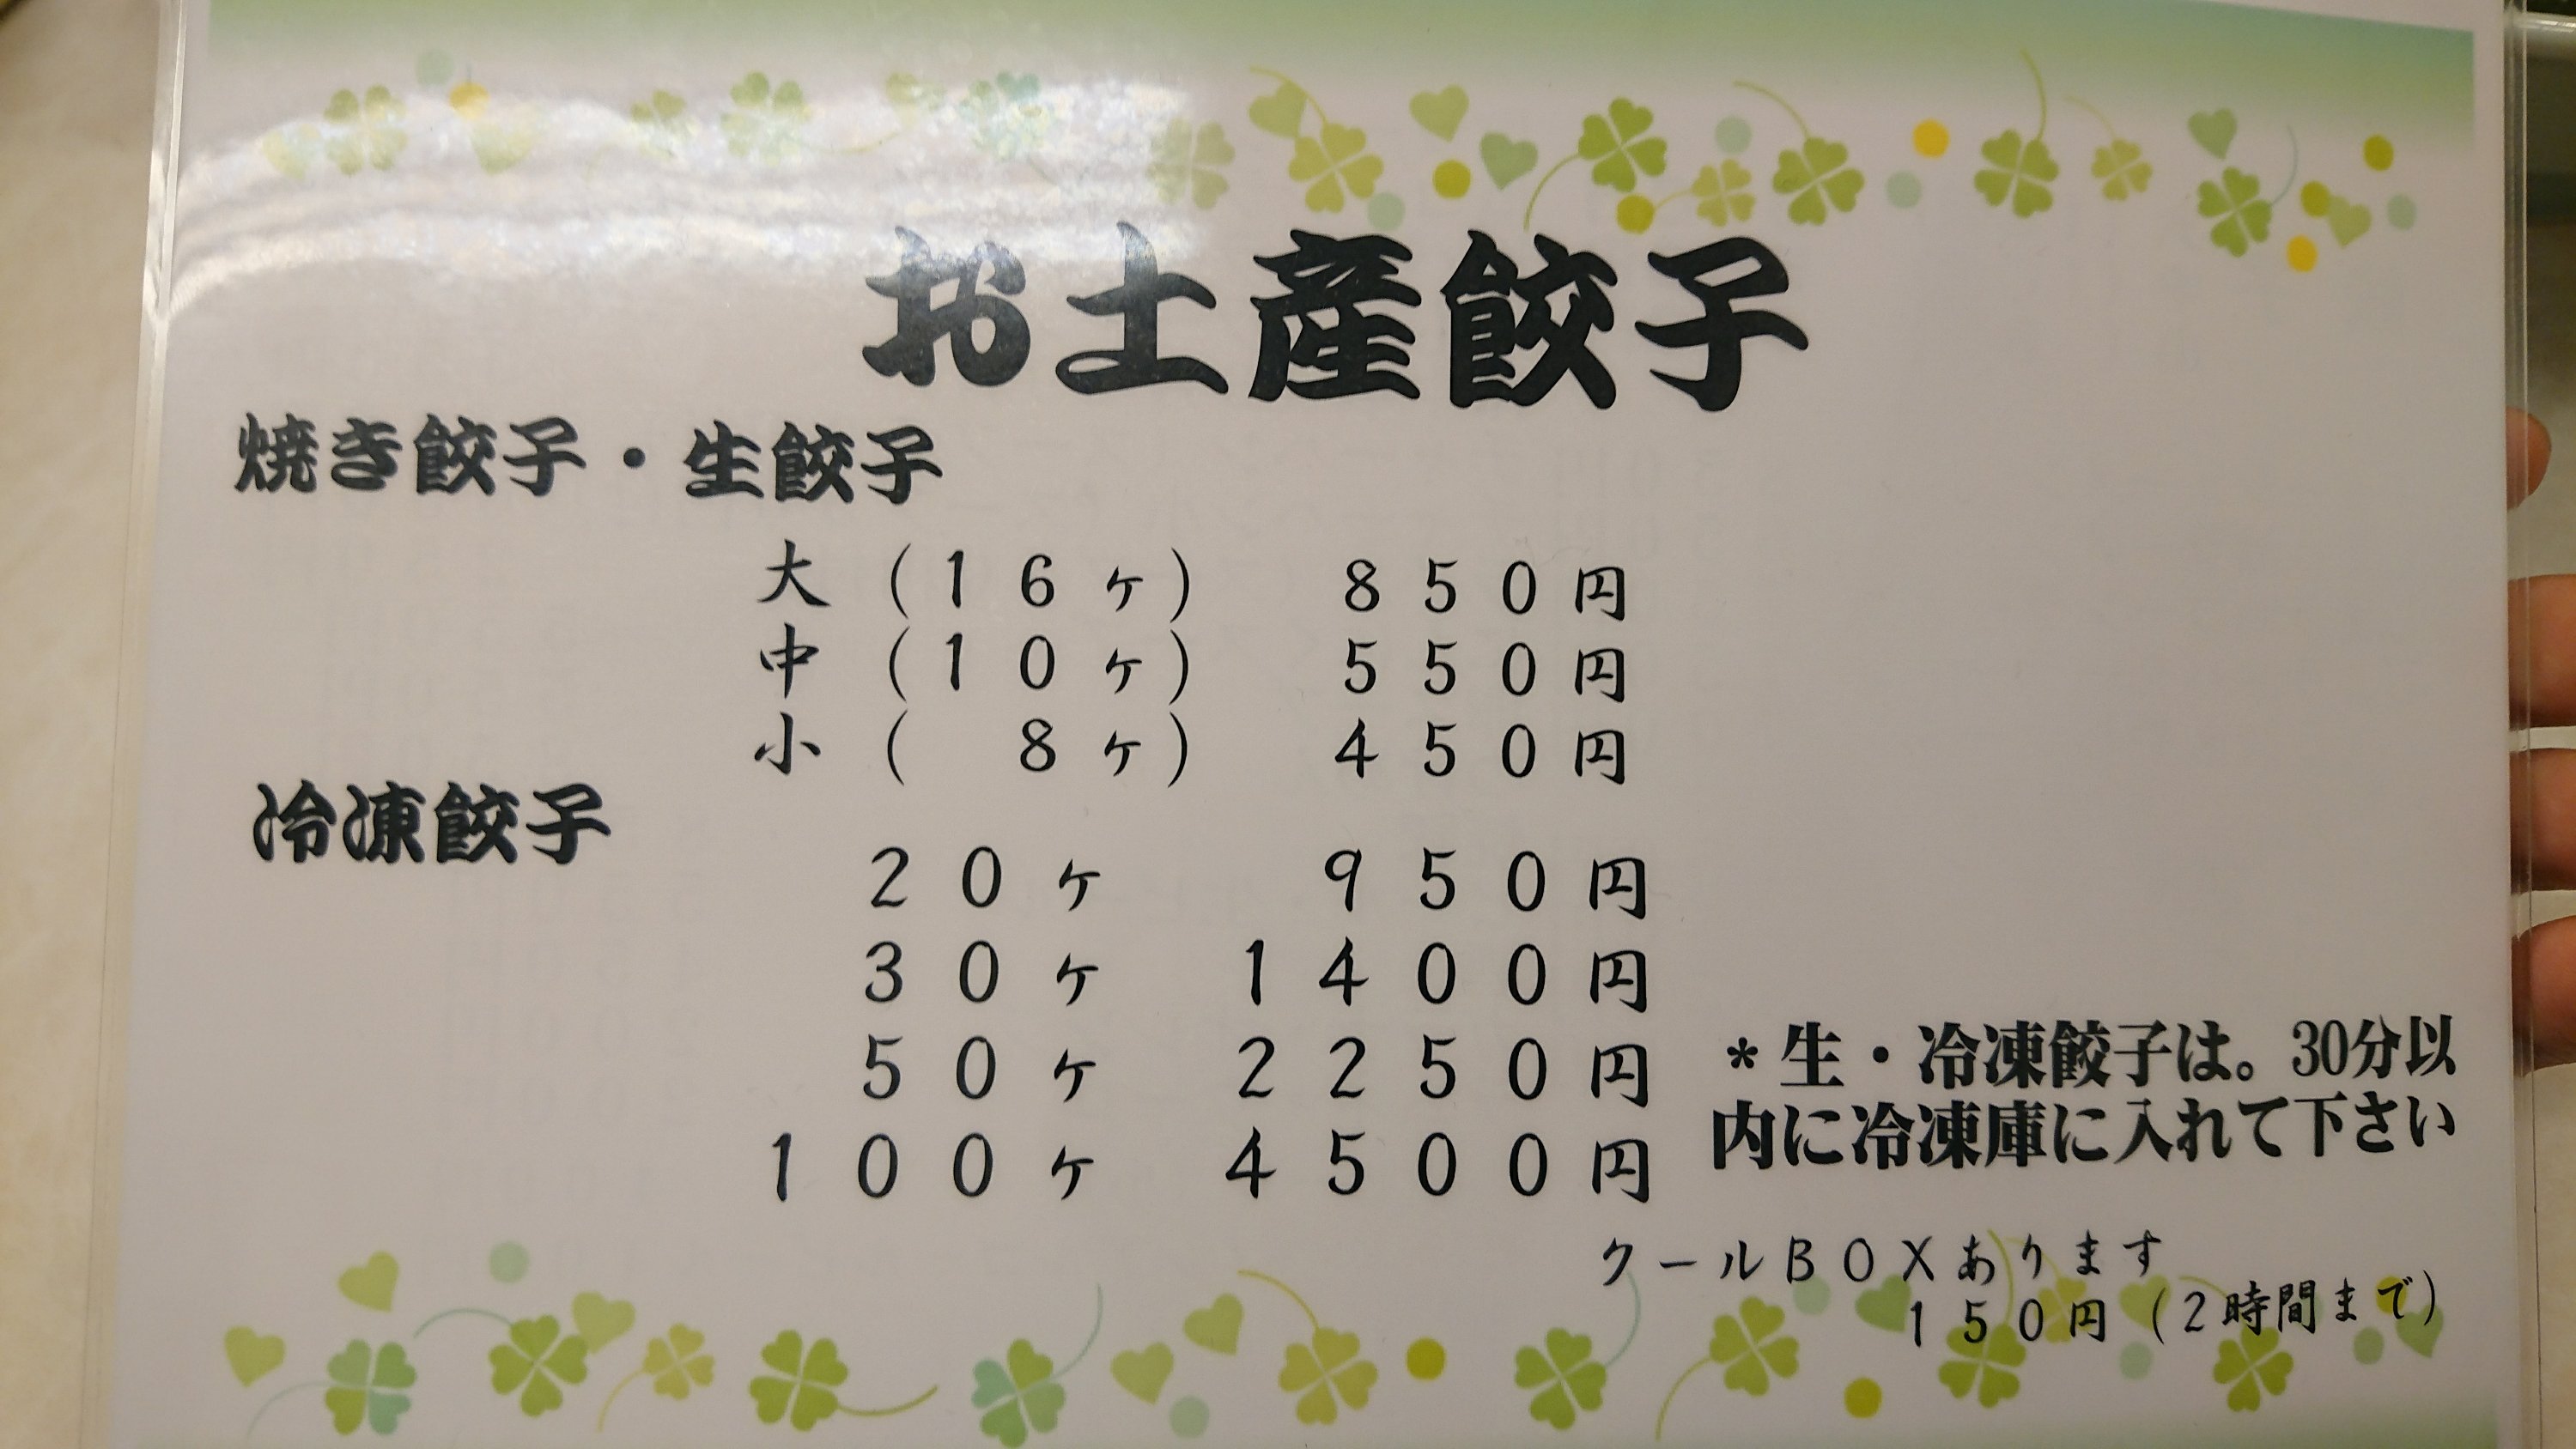 お土産餃子
焼き餃子・生餃子
大（１６ヶ）　８５０円
中（１０ヶ）　５５０円
小（　８ヶ）　４５０円
冷凍餃子
２０ヶ　９５０円
３０ヶ　１４００円
５０ヶ　２２５０円
１００ヶ　４５００円
*生・冷凍餃子は。30分以
内に冷凍庫に入れて下さい
クールＢＯＸあります
１５０円（２時間まで）